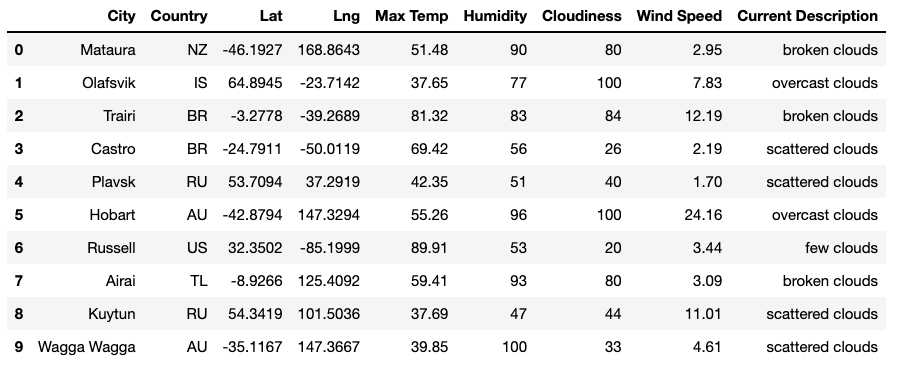 City Country Lat Lng Max Temp Humidity Cloudiness Wind Speed Current Description
0 Mataura NZ -46.1927 168.8643 51.48 90 80 2.95 broken clouds
1 Olafsvik IS 64.8945 -23.7142 37.65 77 100 7.83 overcast clouds
2 Trairi BR -3.2778 -39.2689 81.32 83 84 12.19 broken clouds
3 Castro BR -24.7911 -50.0119 69.42 56 26 2.19 scattered clouds
4 Plavsk RU 53.7094 37.2919 42.35 51 40 1.70 scattered clouds
5 Hobart AU -42.8794 147.3294 55.26 96 100 24.16 overcast clouds
6 Russell US 32.3502 -85.1999 89.91 53 20 3.44 few clouds
7 Airai TL -8.9266 125.4092 59.41 93 80 3.09 broken clouds
8 Kuytun RU 54.3419 101.5036 37.69 47 44 11.01 scattered clouds
9 Wagga Wagga AU -35.1167 147.3667 39.85 100 33 4.61 scattered clouds